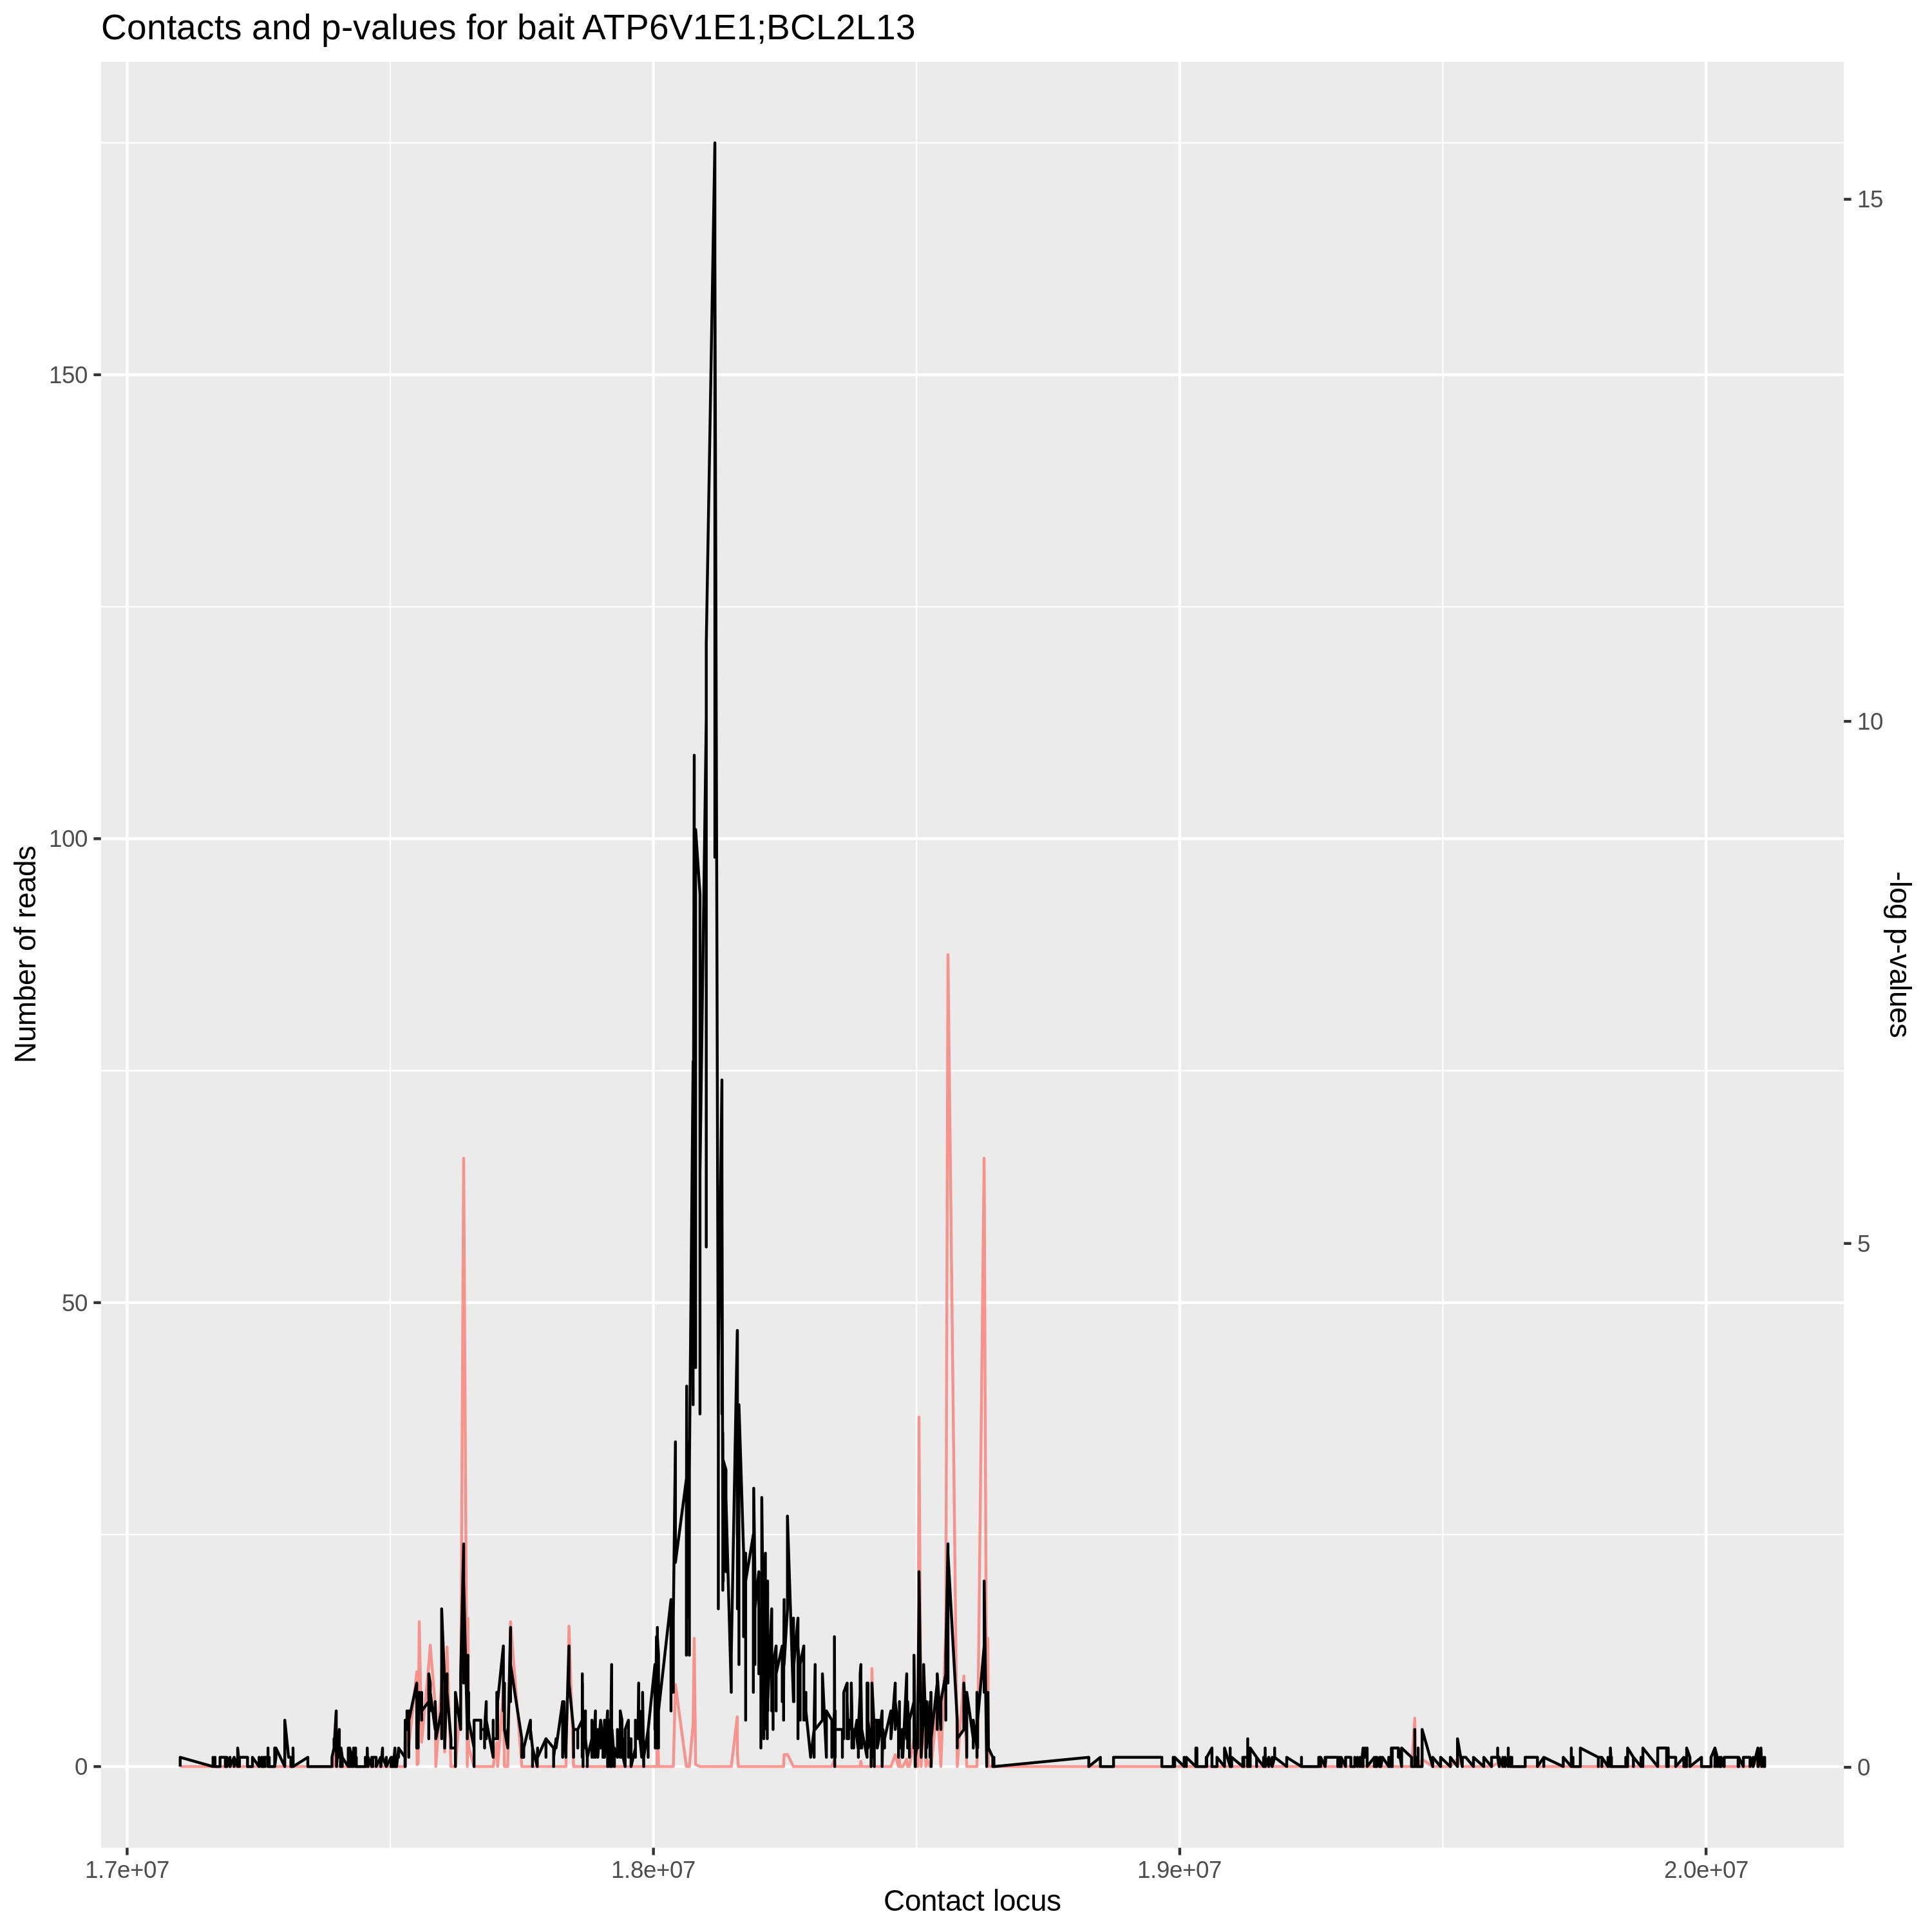 Contacts and p-values for bait ATP6V1E1;BCL2L13
150
100
50
0
15
10
5
0
Number of reads
-log p-values
1.7e+07 1.8e+07 1.9e+07 2.0e+07
Contact locus